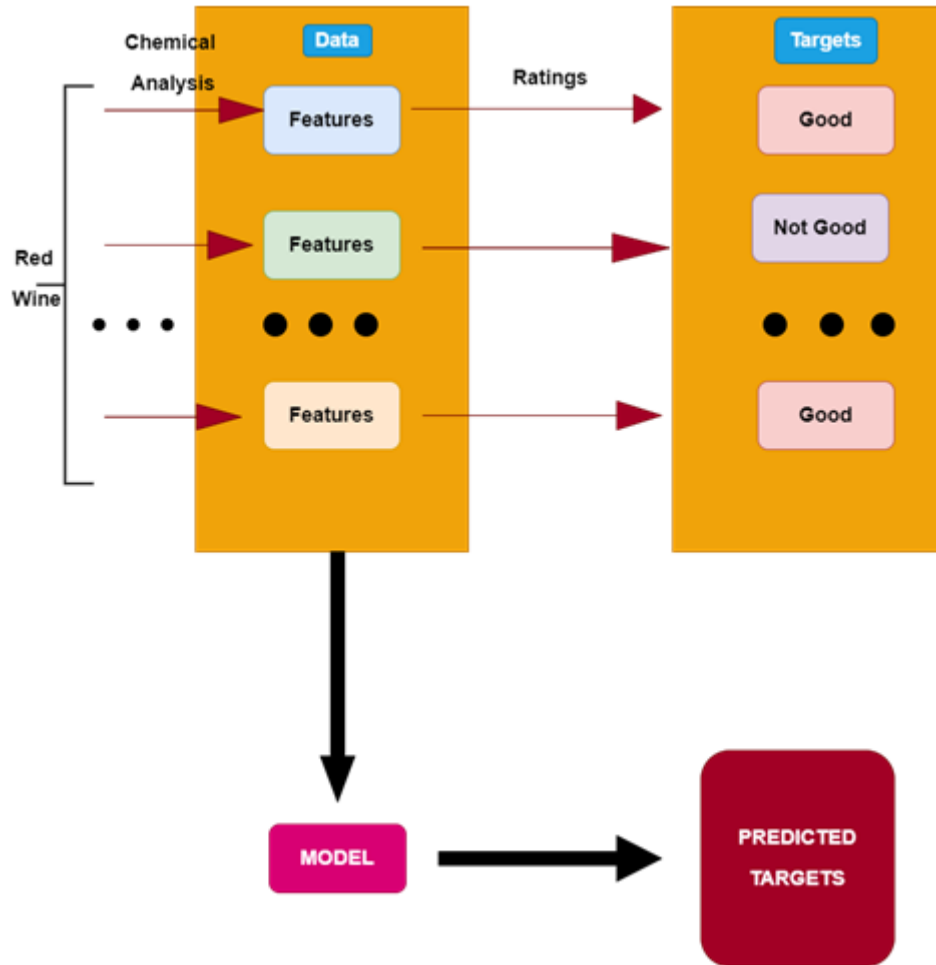 Chemical
Analysis
Data
Targets
Ratings
Features
Good
Features
Not Good
Red
Wine
Features
Good
MODEL
PREDICTED
TARGETS